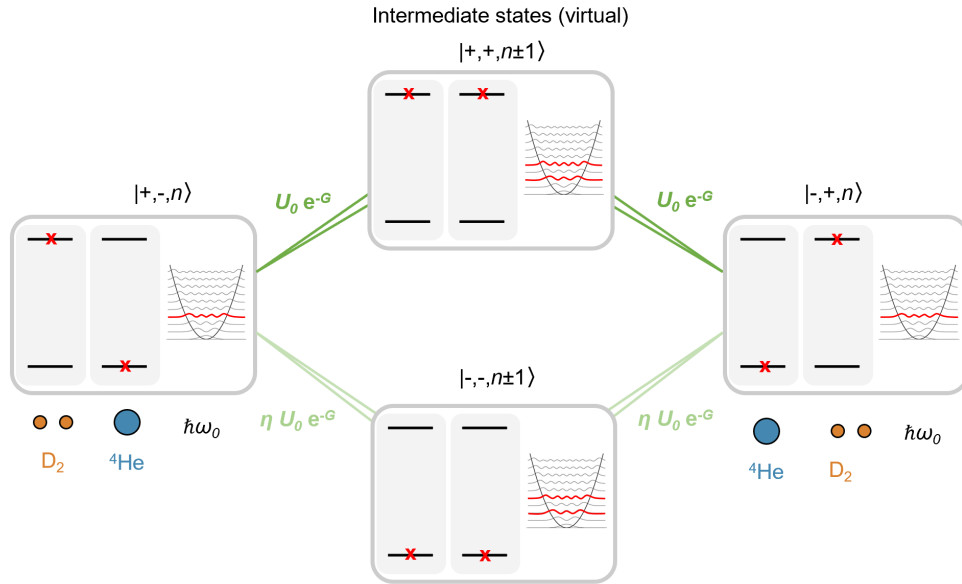 Intermediate states (virtual)
|+,+,n±1⟩
|+,-,n⟩
U₀ e⁻ᴳ
U₀ e⁻ᴳ
|-,+,n⟩
|-,-,n±1⟩
η U₀ e⁻ᴳ
η U₀ e⁻ᴳ
D₂
⁴He
ħω₀
⁴He
D₂
ħω₀